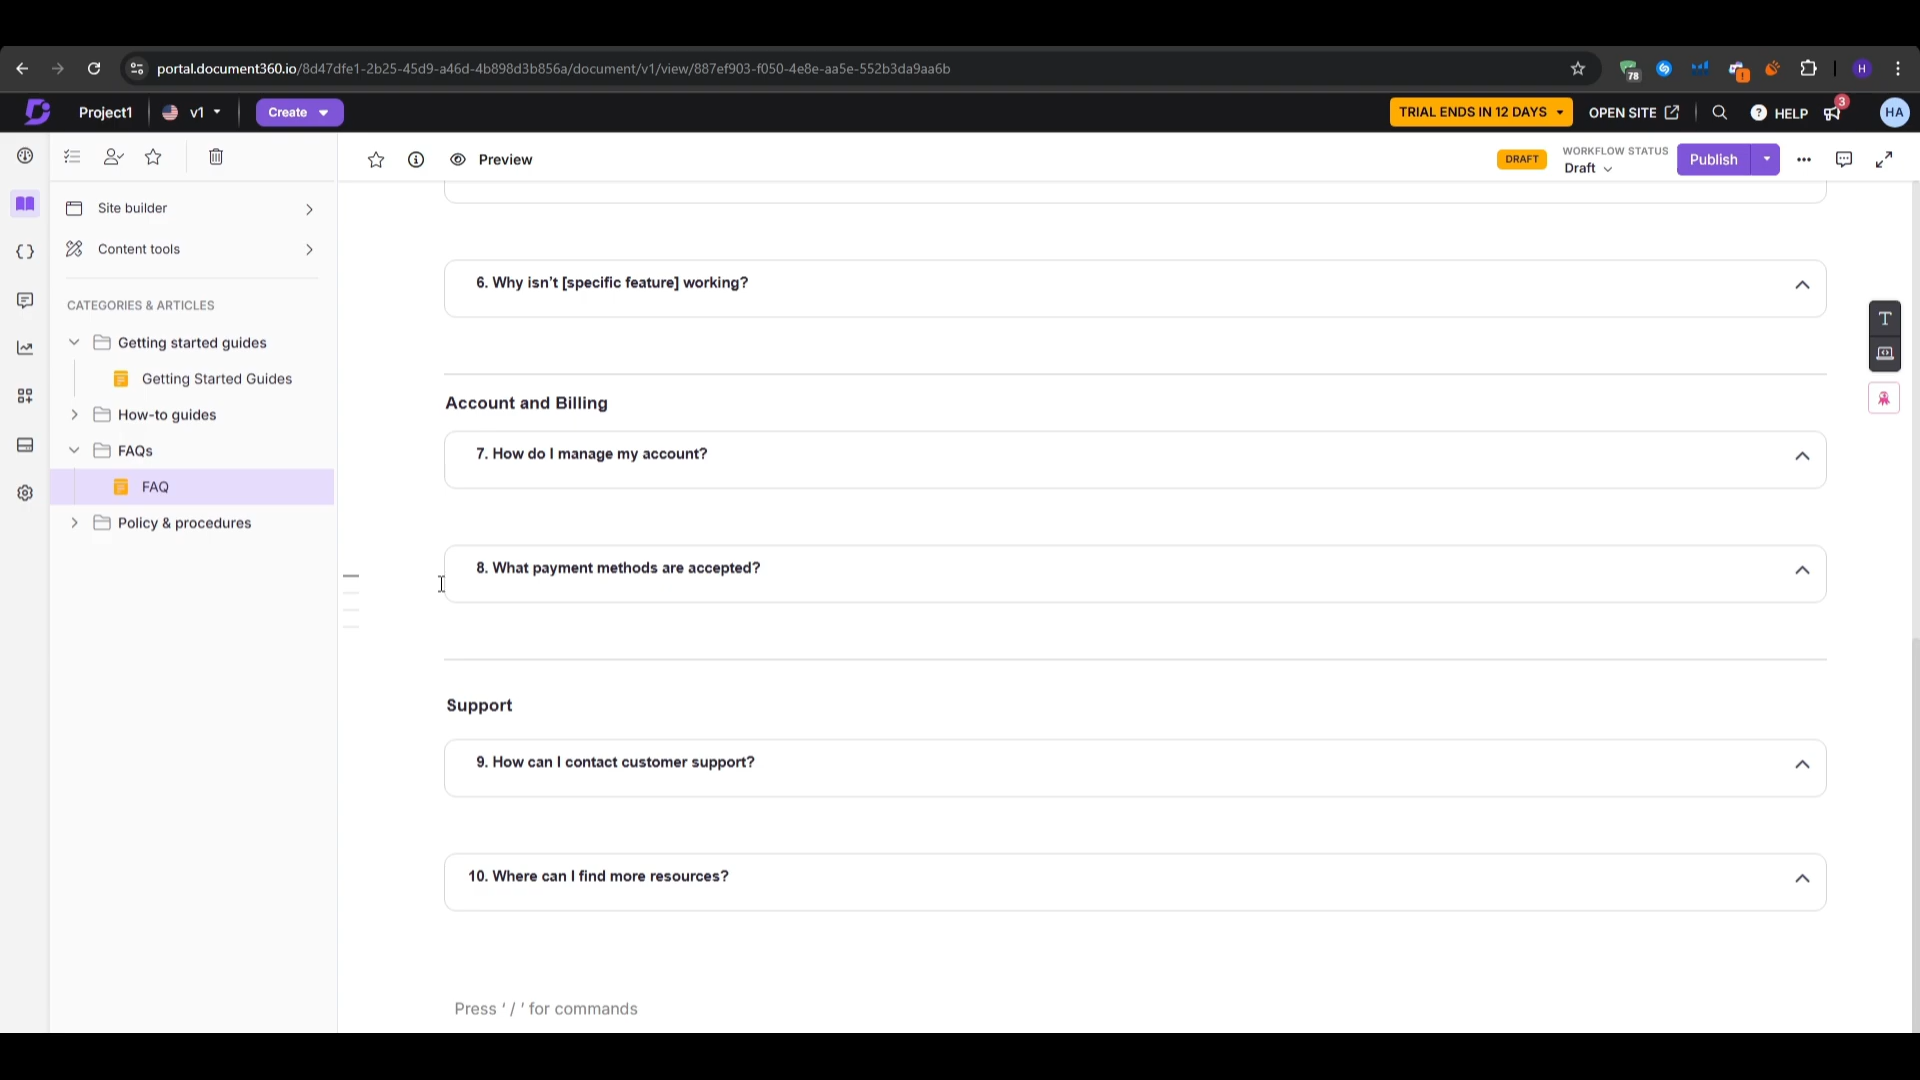 portal.document360.io/8d47dfe1-2b25-45d9-a46d-4b898d3b856a/document/v1/view/887ef903-f050-4e8e-aa5e-552b3da9aa6b
78
!
H
Project1
v1
Create
TRIAL ENDS IN 12 DAYS
OPEN SITE
? HELP
3
HA
Preview
DRAFT
WORKFLOW STATUS
Draft
Publish
Site builder
Content tools
CATEGORIES & ARTICLES
Getting started guides
Getting Started Guides
How-to guides
FAQs
FAQ
Policy & procedures
6. Why isn't [specific feature] working?
Account and Billing
7. How do I manage my account?
8. What payment methods are accepted?
Support
9. How can I contact customer support?
10. Where can I find more resources?
Press ‘ / ’ for commands
T